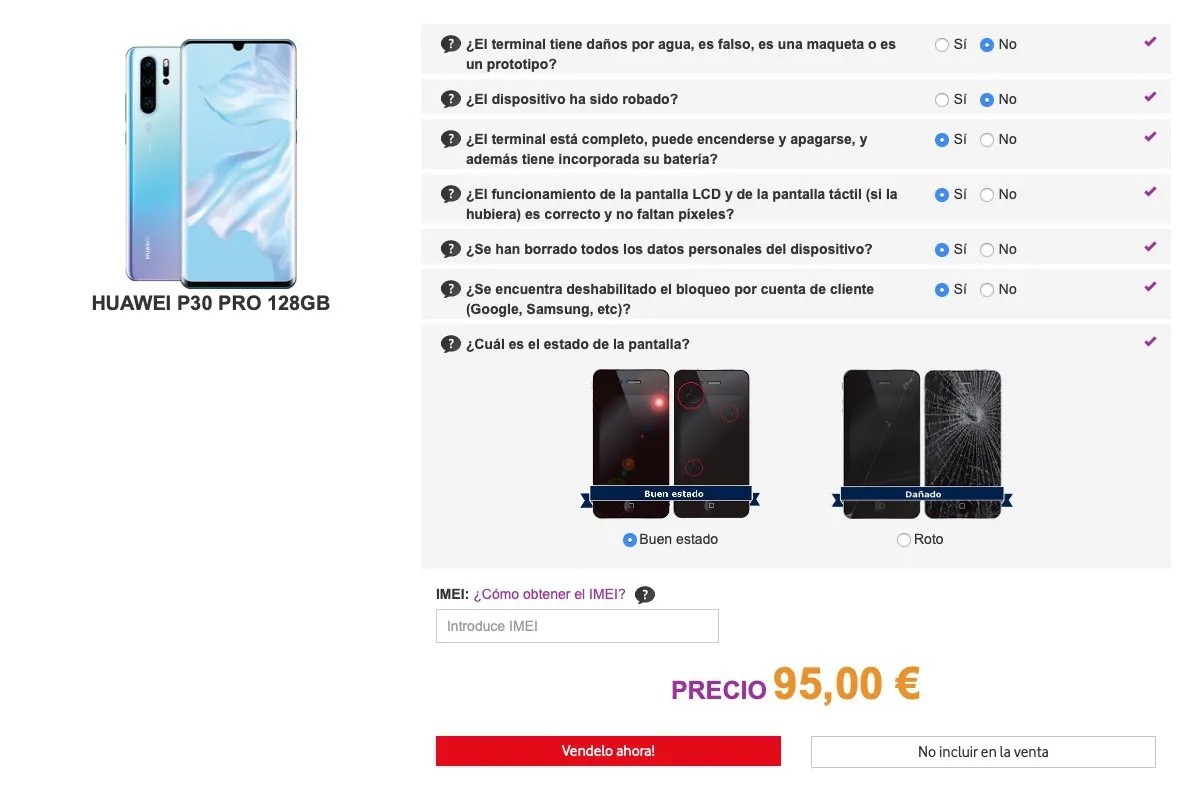 ¿El terminal tiene daños por agua, es falso, es una maqueta o es
un prototipo?
Sí No
¿El dispositivo ha sido robado?
Sí No
¿El terminal está completo, puede encenderse y apagarse, y
además tiene incorporada su batería?
Sí No
¿El funcionamiento de la pantalla LCD y de la pantalla táctil (si la
hubiera) es correcto y no faltan píxeles?
Sí No
¿Se han borrado todos los datos personales del dispositivo?
Sí No
¿Se encuentra deshabilitado el bloqueo por cuenta de cliente
(Google, Samsung, etc)?
Sí No
HUAWEI
HUAWEI P30 PRO 128GB
¿Cuál es el estado de la pantalla?
Buen estado
Dañado
Buen estado
Roto
IMEI: ¿Cómo obtener el IMEI?
Introduce IMEI
PRECIO 95,00 €
Vendelo ahora!
No incluir en la venta